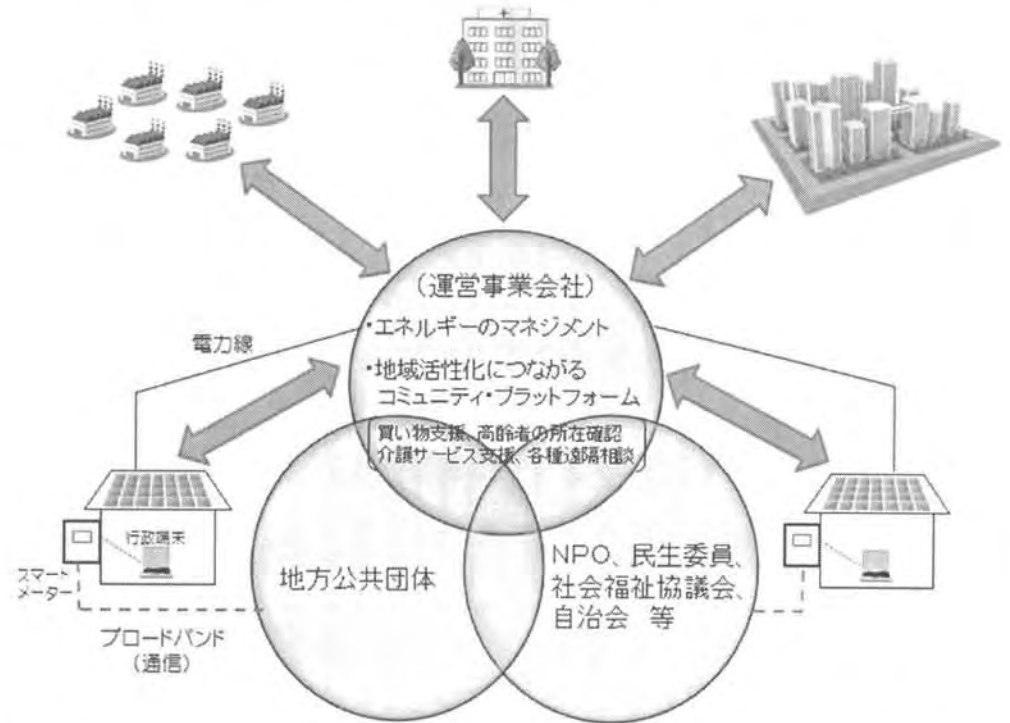 (運営事業会社)
・エネルギーのマネジメント
・地域活性化につながる
コミュニティ・プラットフォーム
買い物支援、高齢者の所在確認
介護サービス支援、各種遠隔相談
電力線
行政端末
スマート
メーター
ブロードバンド
(通信)
地方公共団体
NPO、民生委員、
社会福祉協議会、
自治会 等